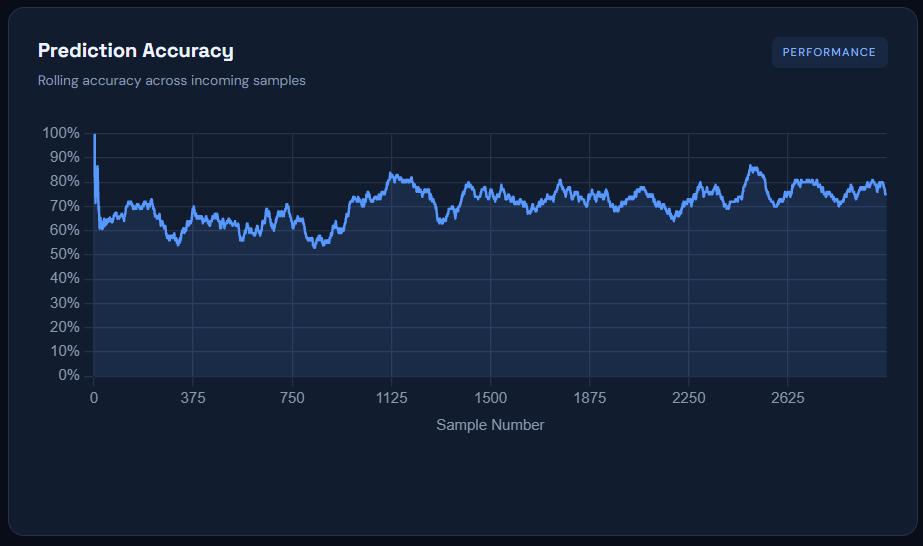 Prediction Accuracy
PERFORMANCE
Rolling accuracy across incoming samples
100%
90%
80%
70%
60%
50%
40%
30%
20%
10%
0%
0 375 750 1125 1500 1875 2250 2625
Sample Number